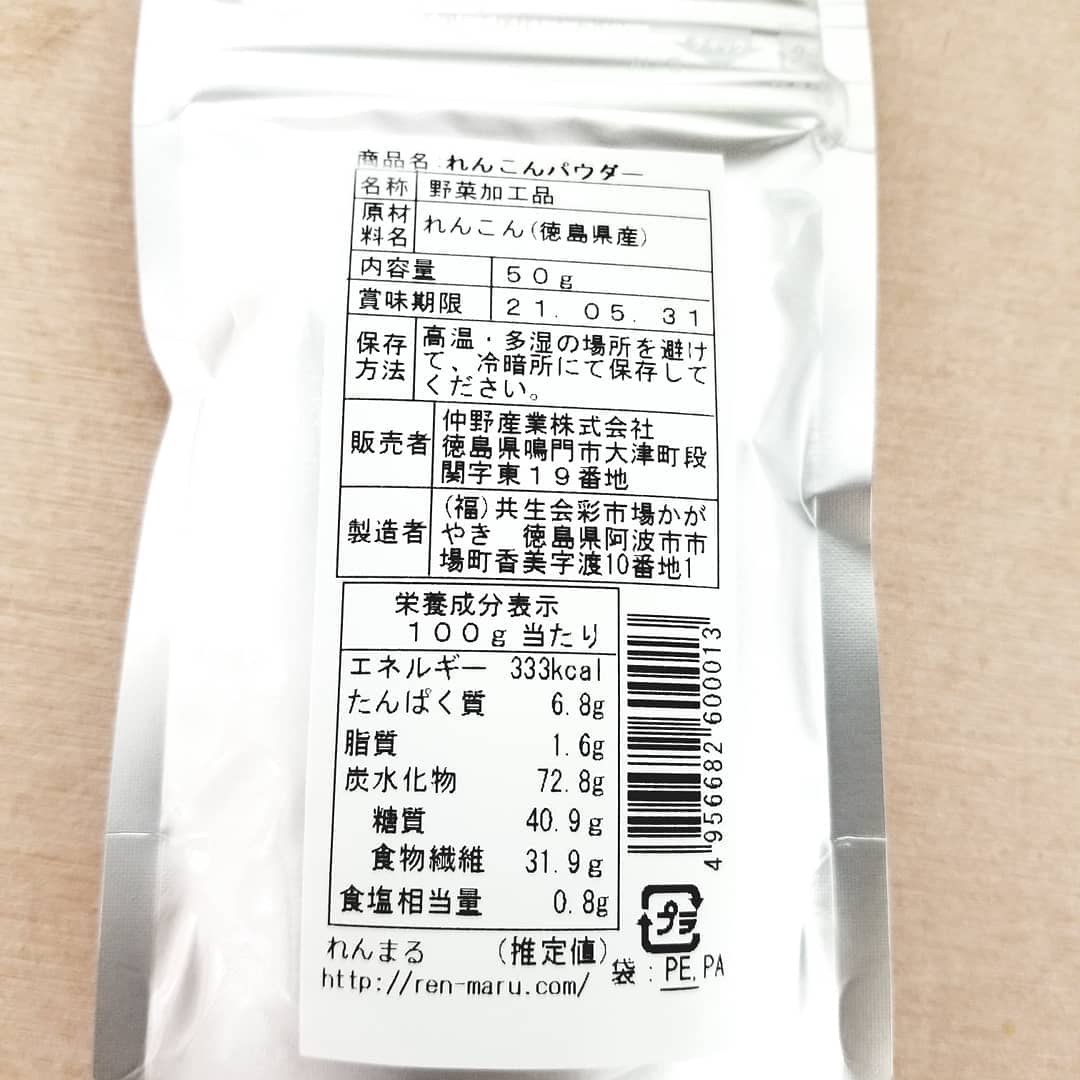 商品名:れんこんパウダー
名称 野菜加工品
原材料名 れんこん(徳島県産)
内容量 50g
賞味期限 21.05.31
保存方法 高温・多湿の場所を避け
て、冷暗所にて保存して
ください。
販売者 仲野産業株式会社
徳島県鳴門市大津町段
関字東19番地
製造者 (福)共生会彩市場かが
やき 徳島県阿波市市
場町香美字渡10番地1
栄養成分表示
100g当たり
エネルギー 333kcal
たんぱく質 6.8g
脂質 1.6g
炭水化物 72.8g
糖質 40.9g
食物繊維 31.9g
食塩相当量 0.8g
れんまる (推定値)
http://ren-maru.com/
4956682600013
プラ
袋:PE,PA